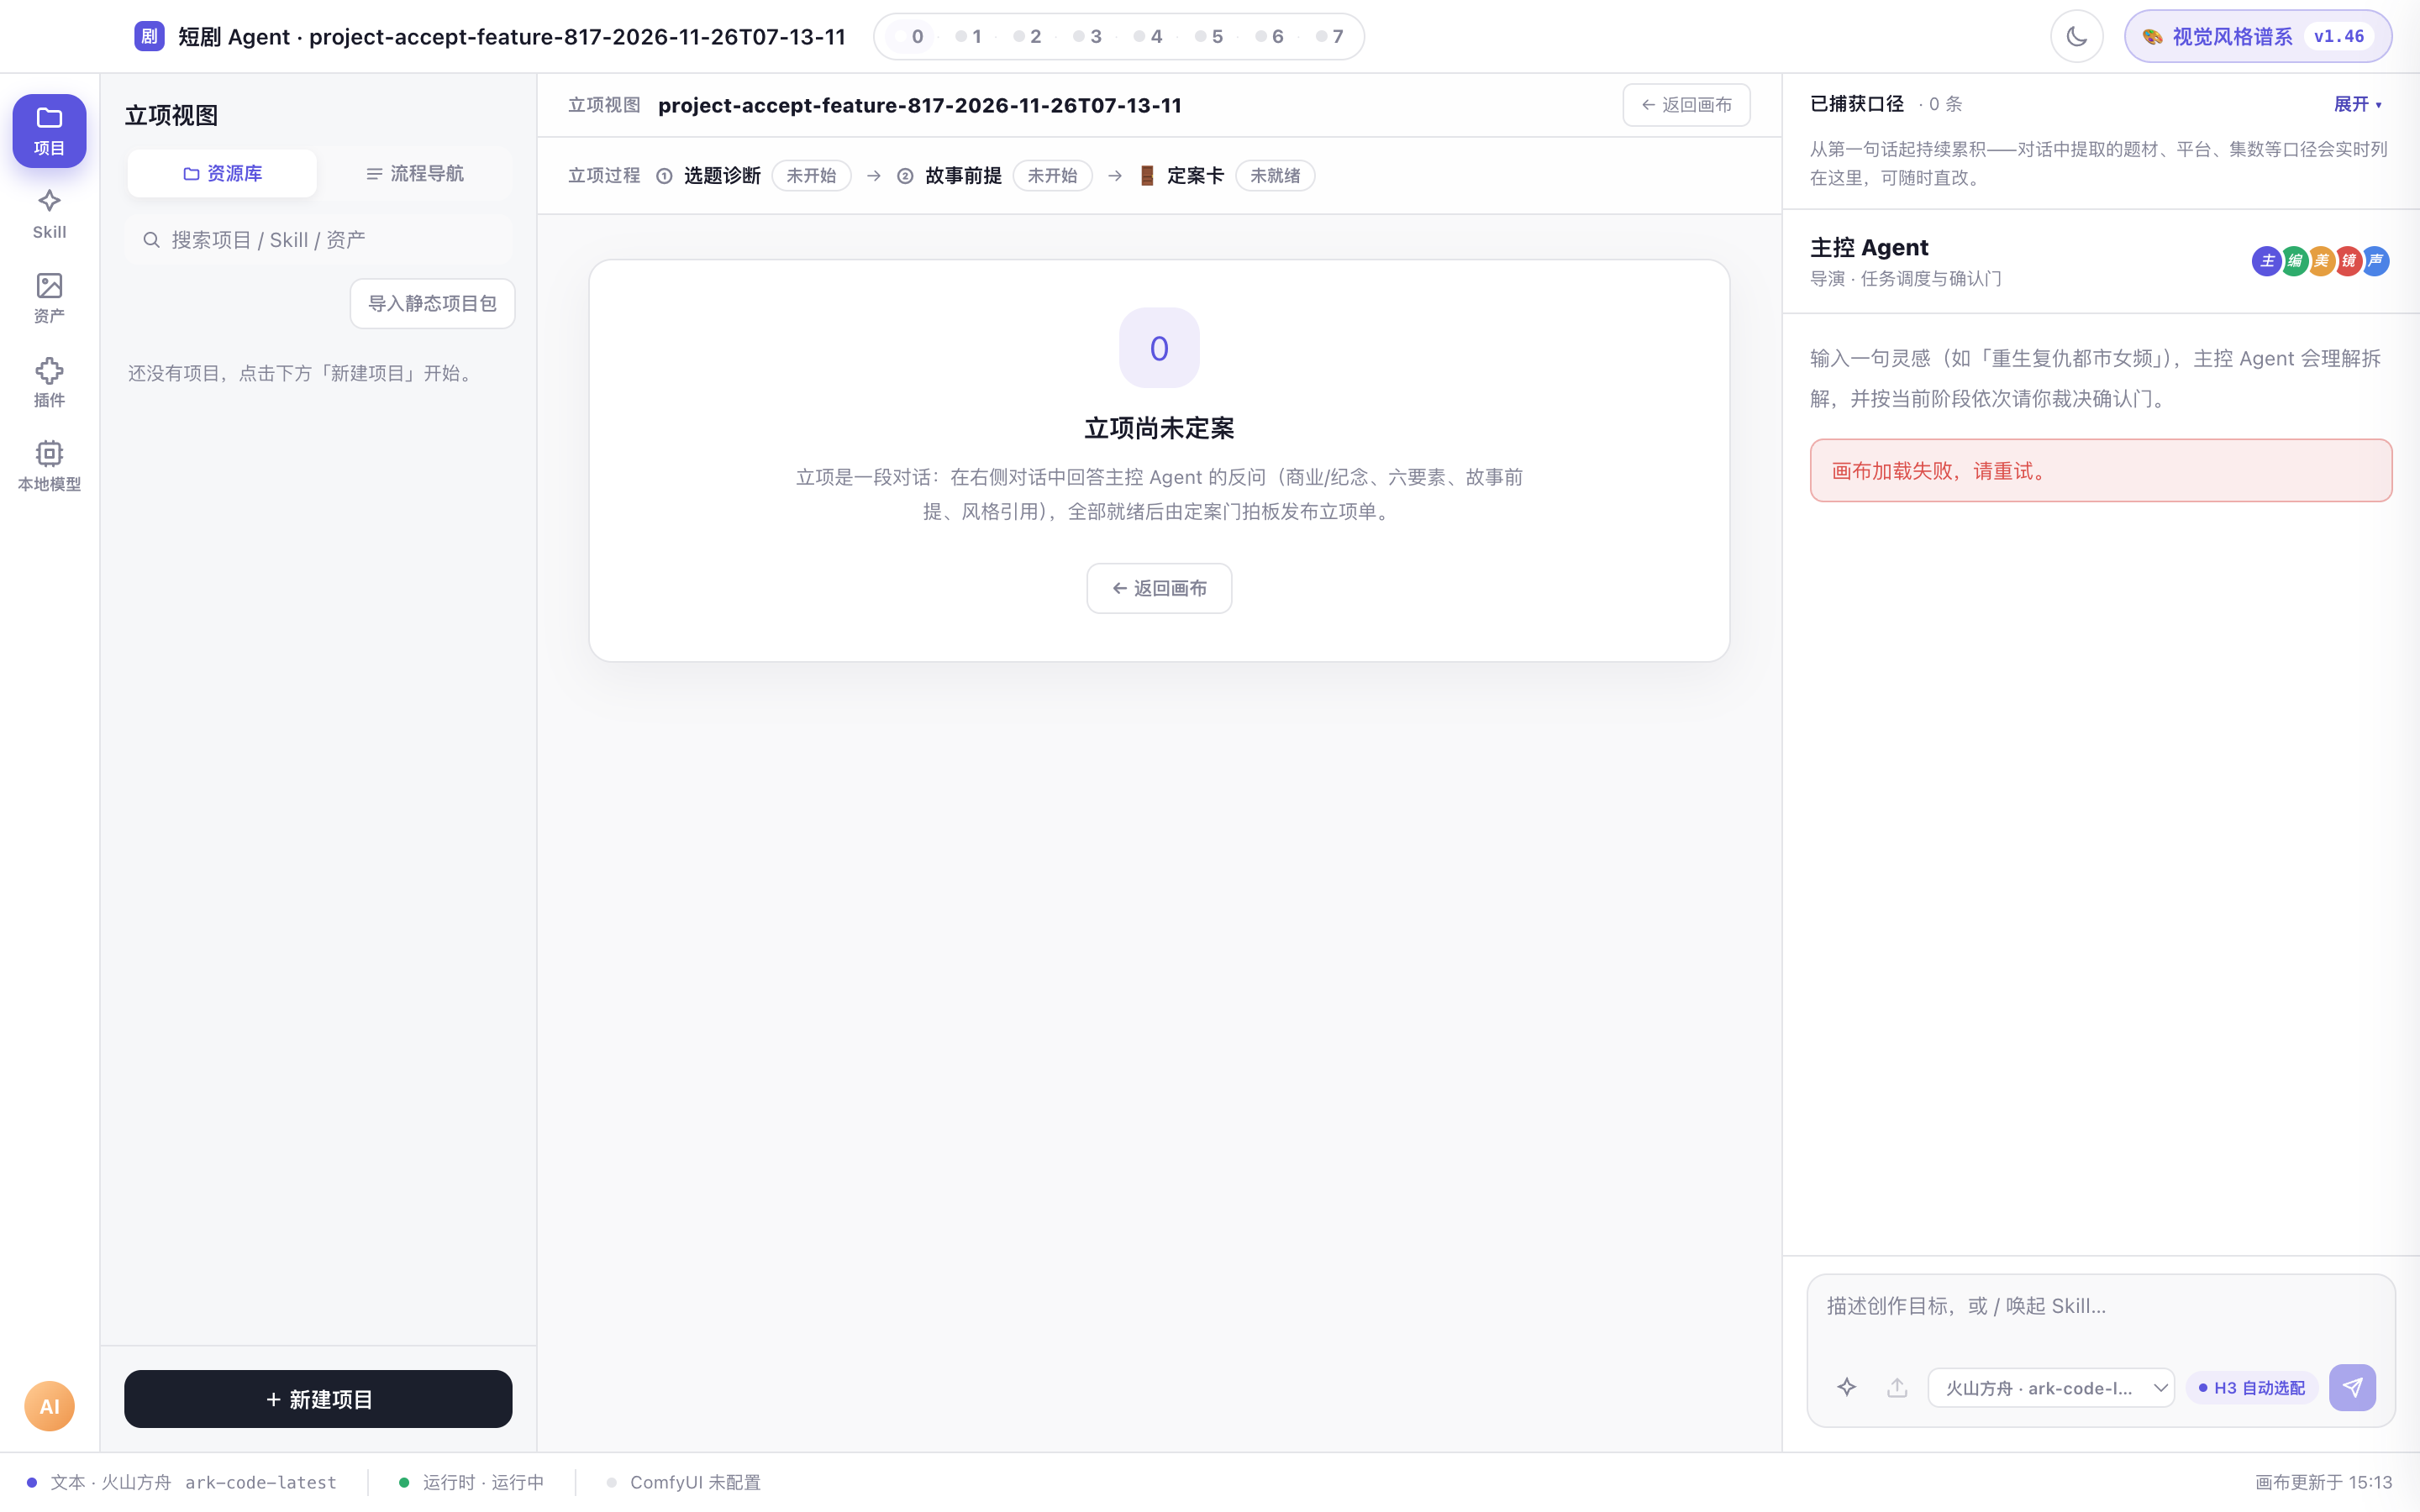 剧 短剧 Agent · project-accept-feature-817-2026-11-26T07-13-11
0 · 1 · 2 · 3 · 4 · 5 · 6 · 7
视觉风格谱系 v1.46
项目
Skill
资产
插件
本地模型
AI
立项视图
资源库 流程导航
搜索项目 / Skill / 资产
导入静态项目包
还没有项目，点击下方「新建项目」开始。
+ 新建项目
立项视图 project-accept-feature-817-2026-11-26T07-13-11
← 返回画布
立项过程 ① 选题诊断 未开始 → ② 故事前提 未开始 → 定案卡 未就绪
0
立项尚未定案
立项是一段对话：在右侧对话中回答主控 Agent 的反问（商业/纪念、六要素、故事前
提、风格引用），全部就绪后由定案门拍板发布立项单。
← 返回画布
已捕获口径 · 0 条 展开 ▾
从第一句话起持续累积——对话中提取的题材、平台、集数等口径会实时列
在这里，可随时直改。
主控 Agent
导演 · 任务调度与确认门
主 编 美 镜 声
输入一句灵感（如「重生复仇都市女频」），主控 Agent 会理解拆
解，并按当前阶段依次请你裁决确认门。
画布加载失败，请重试。
描述创作目标，或 / 唤起 Skill...
火山方舟 · ark-code-l... H3 自动选配
文本 · 火山方舟 ark-code-latest 运行时 · 运行中 ComfyUI 未配置 画布更新于 15:13